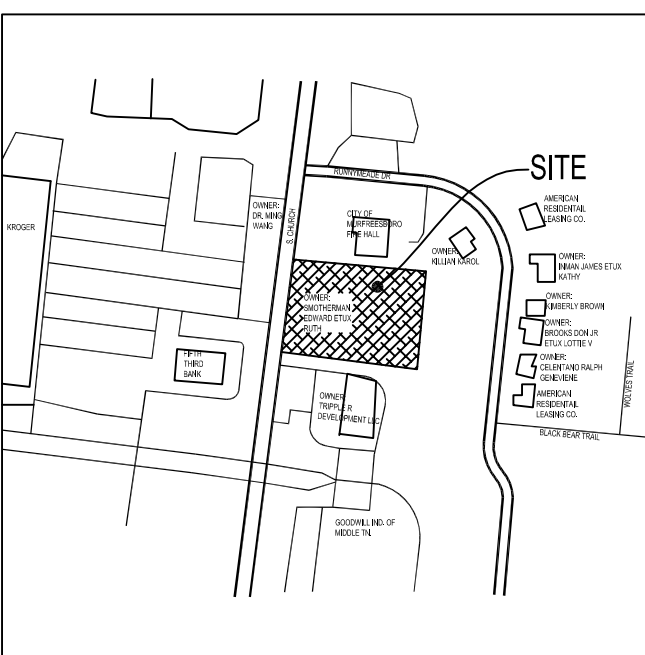 SITE
RUNNYMEADE DR
AMERICAN
RESIDENTAIL
LEASING CO.
OWNER:
DR. MING
WANG
S. CHURCH
CITY OF
MURFREESBORO
FIRE HALL
KROGER
OWNER:
KILLIAN KAROL
OWNER:
INMAN JAMES ETUX
KATHY
OWNER:
SMOTHERMAN
EDWARD ETUX
RUTH
OWNER:
KIMBERLY BROWN
OWNER:
BROOKS DON JR
ETUX LOTTIE V
FIFTH
THIRD
BANK
OWNER:
CELENTANO RALPH
GENEVIENE
WOLVES TRAIL
OWNER:
TRIPPLE R
DEVELOPMENT LLC
AMERICAN
RESIDENTAIL
LEASING CO.
BLACK BEAR TRAIL
GOODWILL IND. OF
MIDDLE TN.